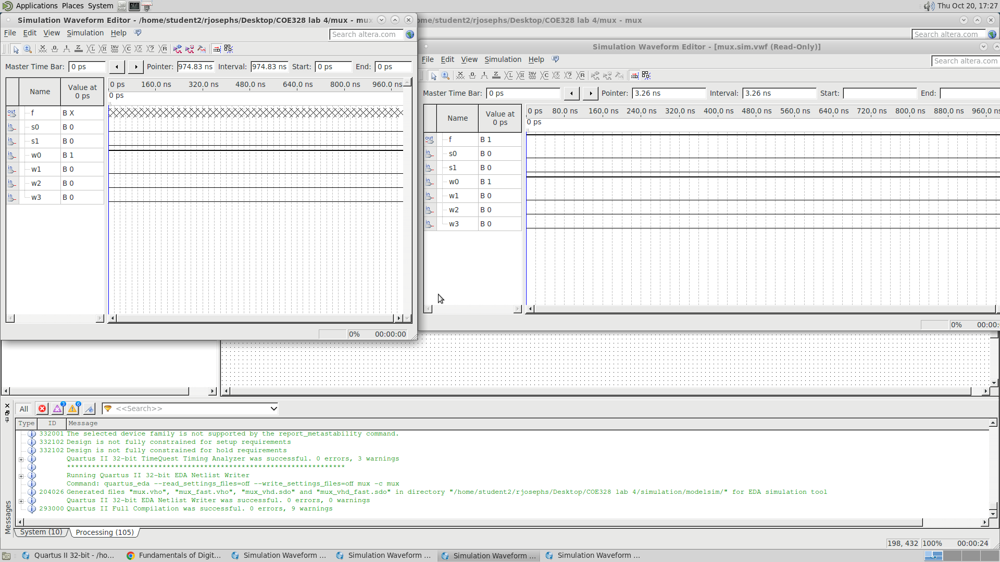 Applications Places System
Thu Oct 20, 17:27
Simulation Waveform Editor - /home/student2/rjosephs/Desktop/COE328 lab 4/mux - mux
ome/student2/rjosephs/Desktop/COE328 lab 4/mux - mux
File Edit View Simulation Help
Search altera.com
Search altera.com
Simulation Waveform Editor - [mux.sim.vwf (Read-Only)]
File Edit View Simulation Help
Search altera.com
Master Time Bar: 0 ps Pointer: 974.83 ns Interval: 974.83 ns Start: 0 ps End: 0 ps
Name Value at 0 ps
0 ps 160.0 ns 320.0 ns 480.0 ns 640.0 ns 800.0 ns 960.0 ns
0 ps
out f B X
in s0 B 0
in s1 B 0
in w0 B 1
in w1 B 0
in w2 B 0
in w3 B 0
0% 00:00:00
Master Time Bar: 0 ps Pointer: 3.26 ns Interval: 3.26 ns Start: End:
Name Value at 0 ps
0 ps 80.0 ns 160.0 ns 240.0 ns 320.0 ns 400.0 ns 480.0 ns 560.0 ns 640.0 ns 720.0 ns 800.0 ns 880.0 ns 960.0 ns
0 ps
out f B 1
in s0 B 0
in s1 B 0
in w0 B 1
in w1 B 0
in w2 B 0
in w3 B 0
0% 00:00:
All 3 6 <<Search>>
Type ID Message
332001 The selected device family is not supported by the report_metastability command.
332102 Design is not fully constrained for setup requirements
332102 Design is not fully constrained for hold requirements
Quartus II 32-bit TimeQuest Timing Analyzer was successful. 0 errors, 3 warnings
*******************************************************************
Running Quartus II 32-bit EDA Netlist Writer
Command: quartus_eda --read_settings_files=off --write_settings_files=off mux -c mux
204026 Generated files "mux.vho", "mux_fast.vho", "mux_vhd.sdo" and "mux_vhd_fast.sdo" in directory "/home/student2/rjosephs/Desktop/COE328 lab 4/simulation/modelsim/" for EDA simulation tool
Quartus II 32-bit EDA Netlist Writer was successful. 0 errors, 0 warnings
293000 Quartus II Full Compilation was successful. 0 errors, 9 warnings
Messages
System (10) Processing (105)
198, 432 100% 00:00:24
Quartus II 32-bit - /ho... Fundamentals of Digit... Simulation Waveform ... Simulation Waveform ... Simulation Waveform ... Simulation Waveform ...